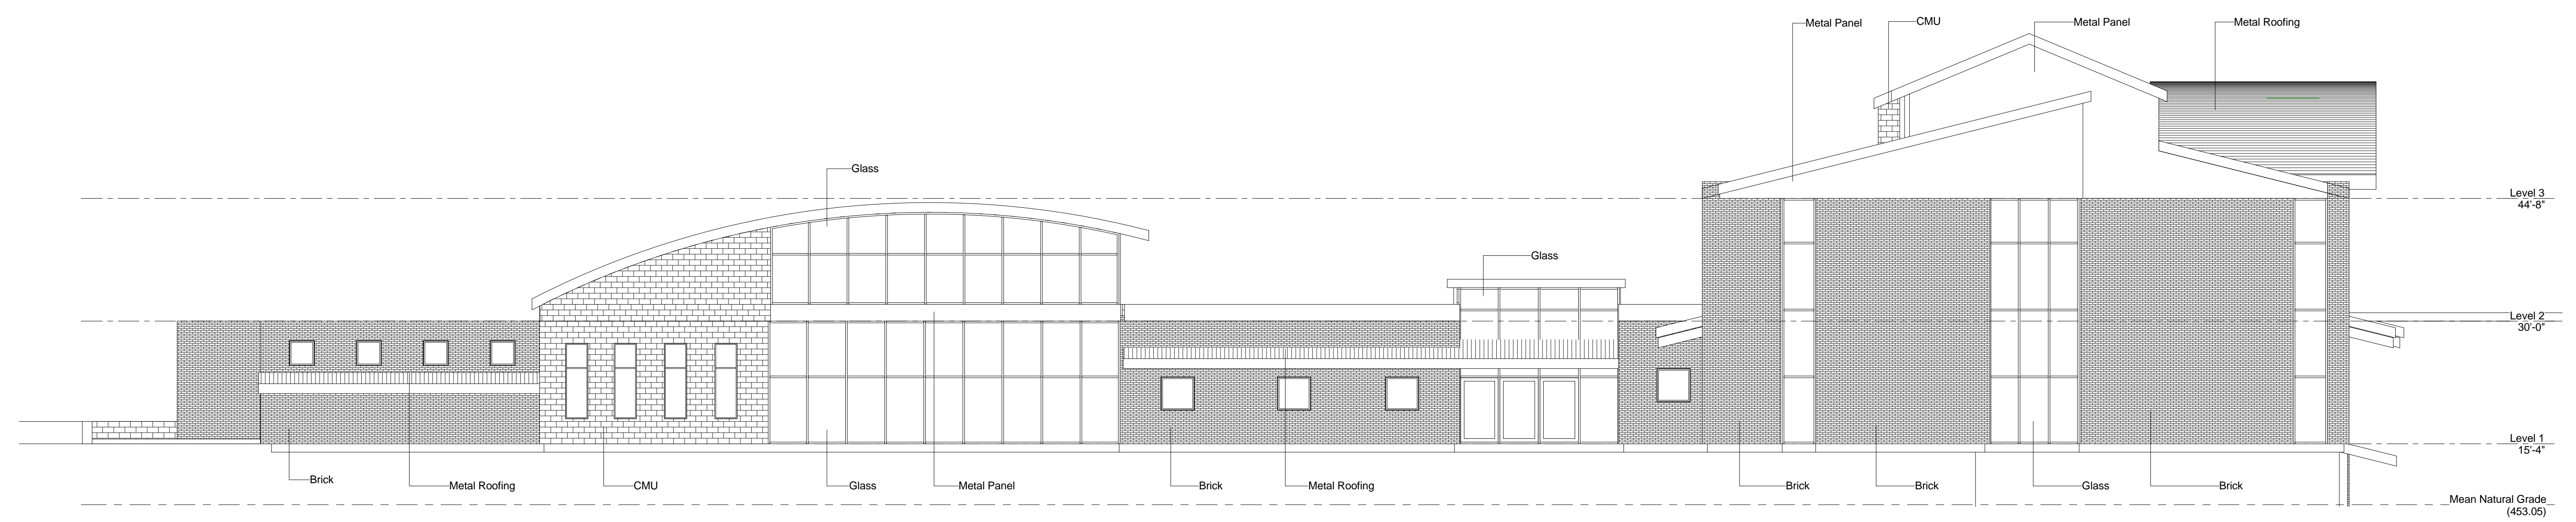 Metal Panel
CMU
Metal Panel
Metal Roofing
Glass
Level 3
44'-8"
Glass
Level 2
30'-0"
Level 1
15'-4"
Brick
Metal Roofing
CMU
Glass
Metal Panel
Brick
Metal Roofing
Brick
Brick
Glass
Brick
Mean Natural Grade
(453.05)